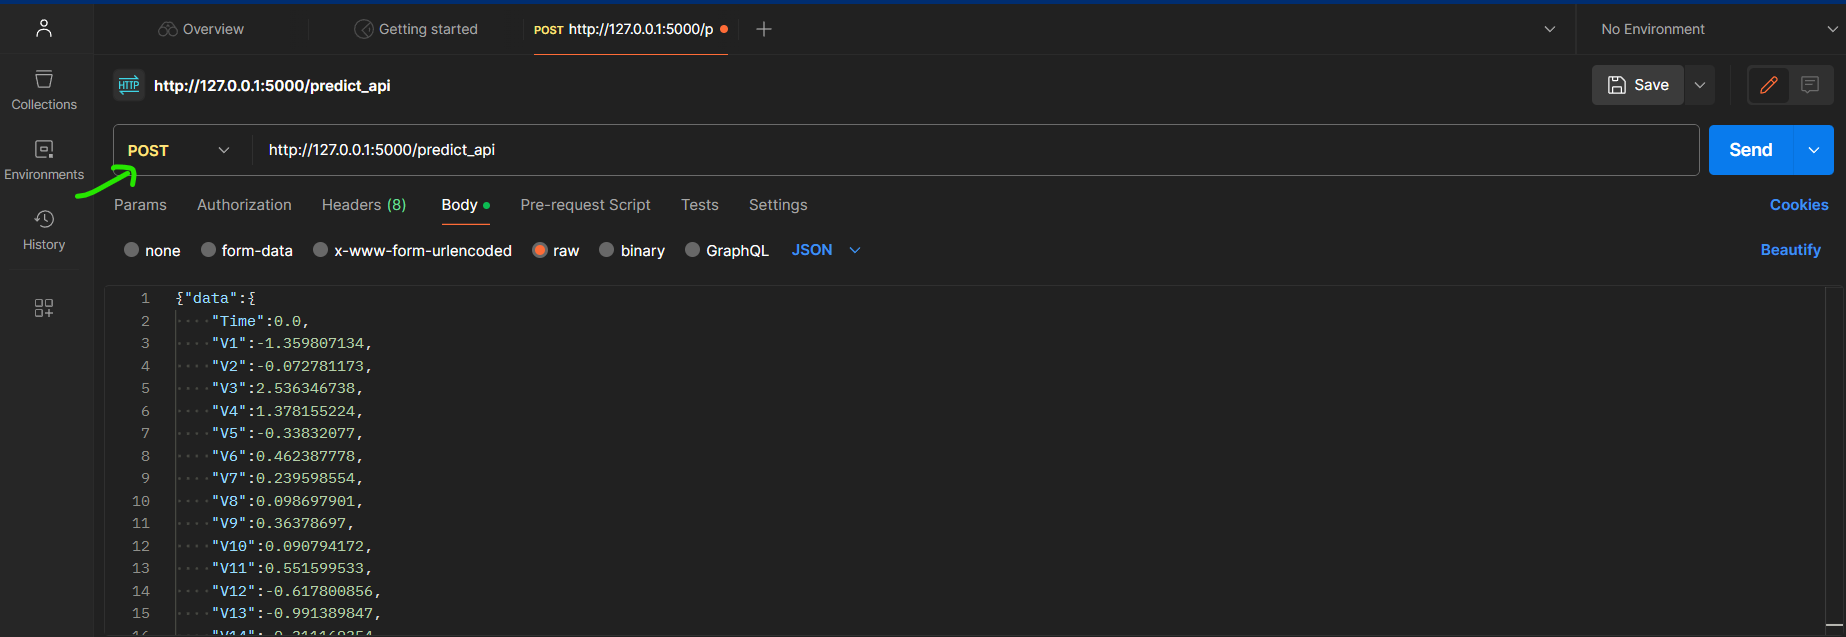 Overview
Getting started
POST http://127.0.0.1:5000/p
No Environment
HTTP http://127.0.0.1:5000/predict_api
Save
Collections
Environments
History
POST http://127.0.0.1:5000/predict_api
Send
Params Authorization Headers (8) Body Pre-request Script Tests Settings Cookies
none form-data x-www-form-urlencoded raw binary GraphQL JSON Beautify
1 {"data":{
2 "Time":0.0,
3 "V1":-1.359807134,
4 "V2":-0.072781173,
5 "V3":2.536346738,
6 "V4":1.378155224,
7 "V5":-0.33832077,
8 "V6":0.462387778,
9 "V7":0.239598554,
10 "V8":0.098697901,
11 "V9":0.36378697,
12 "V10":0.090794172,
13 "V11":0.551599533,
14 "V12":-0.617800856,
15 "V13":-0.991389847,